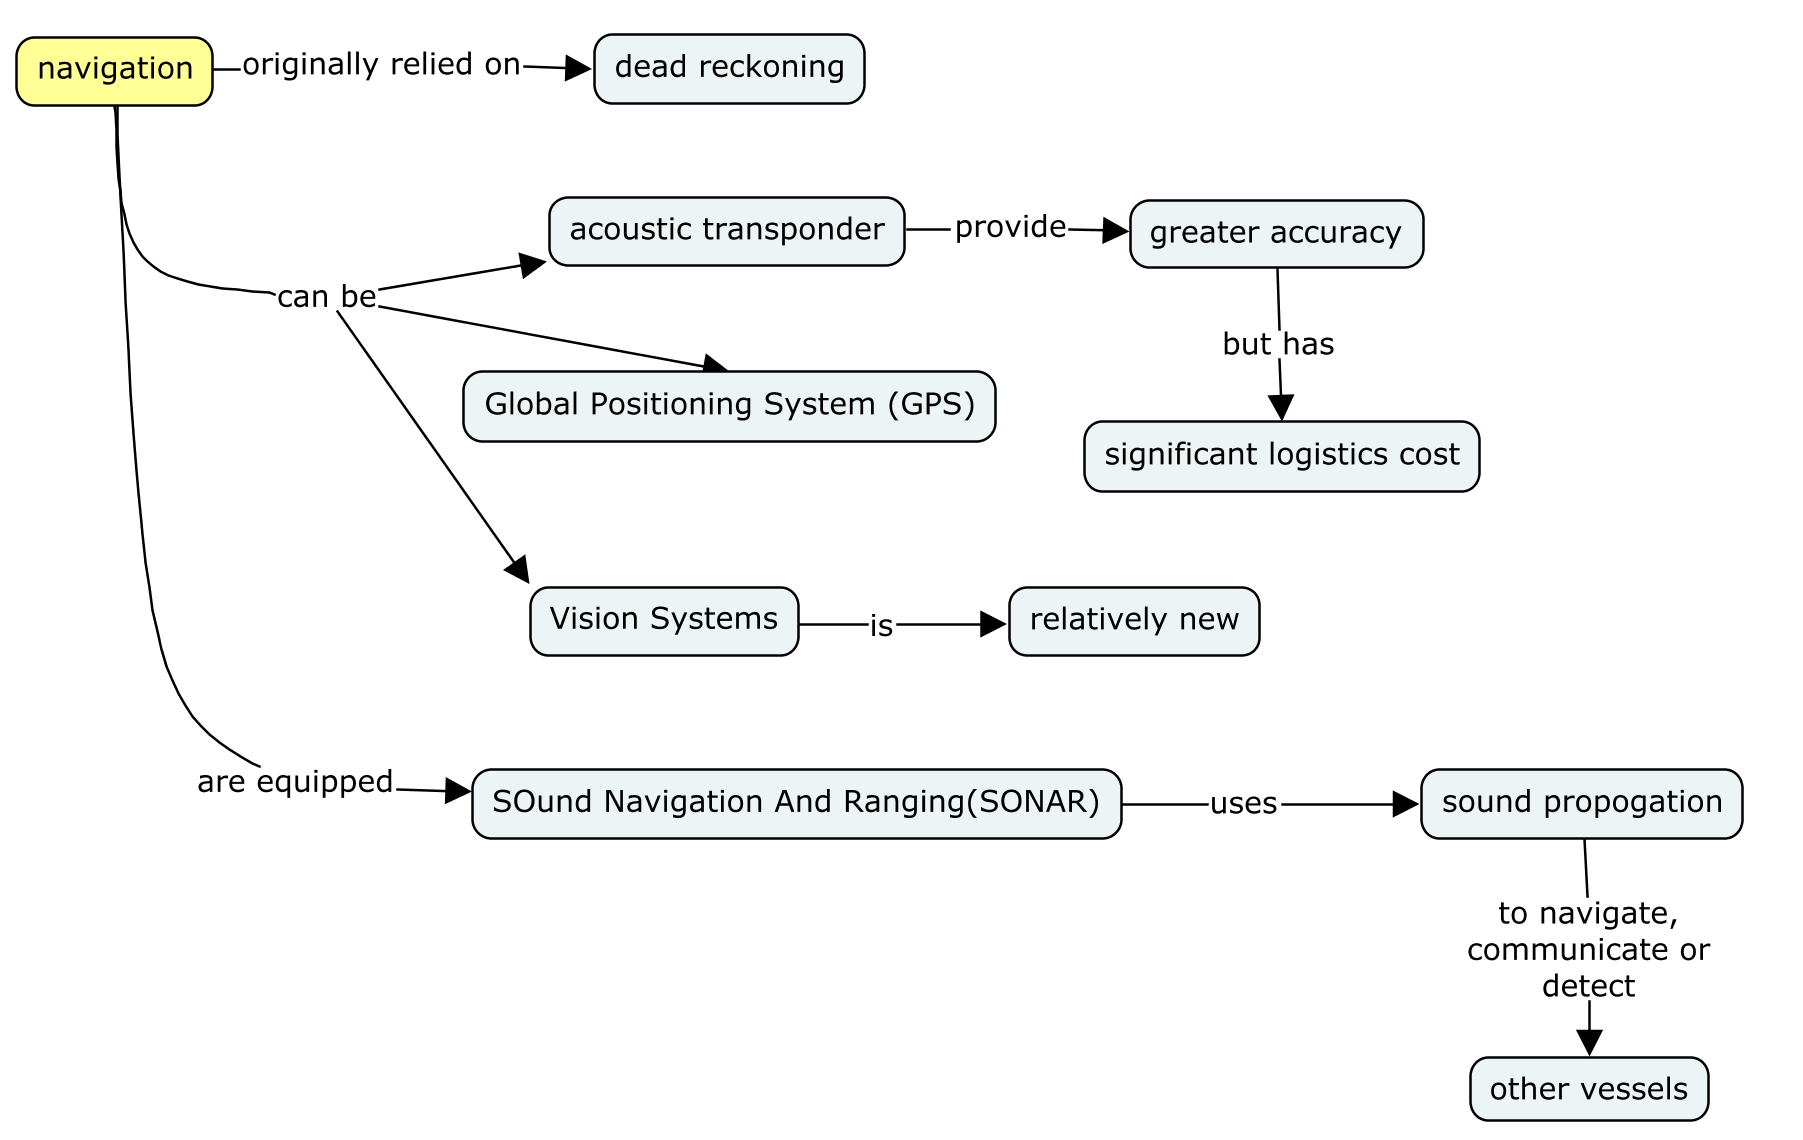 navigation
originally relied on
dead reckoning
acoustic transponder
provide
greater accuracy
can be
but has
Global Positioning System (GPS)
significant logistics cost
Vision Systems
is
relatively new
are equipped
SOund Navigation And Ranging(SONAR)
uses
sound propogation
to navigate,
communicate or
detect
other vessels